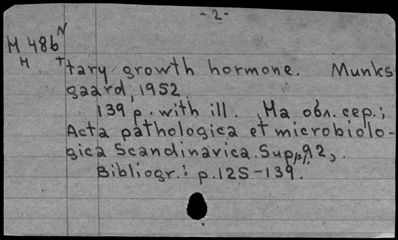 - 2 -
M 486 N
H T
tary growth hormone. Munks
gaard, 1952.
139 p. with ill. На обл. сер.;
Acta pathologica et microbiolo-
gica Scandinavica. Supp. 92,.
Bibliogr.: p. 125-139.